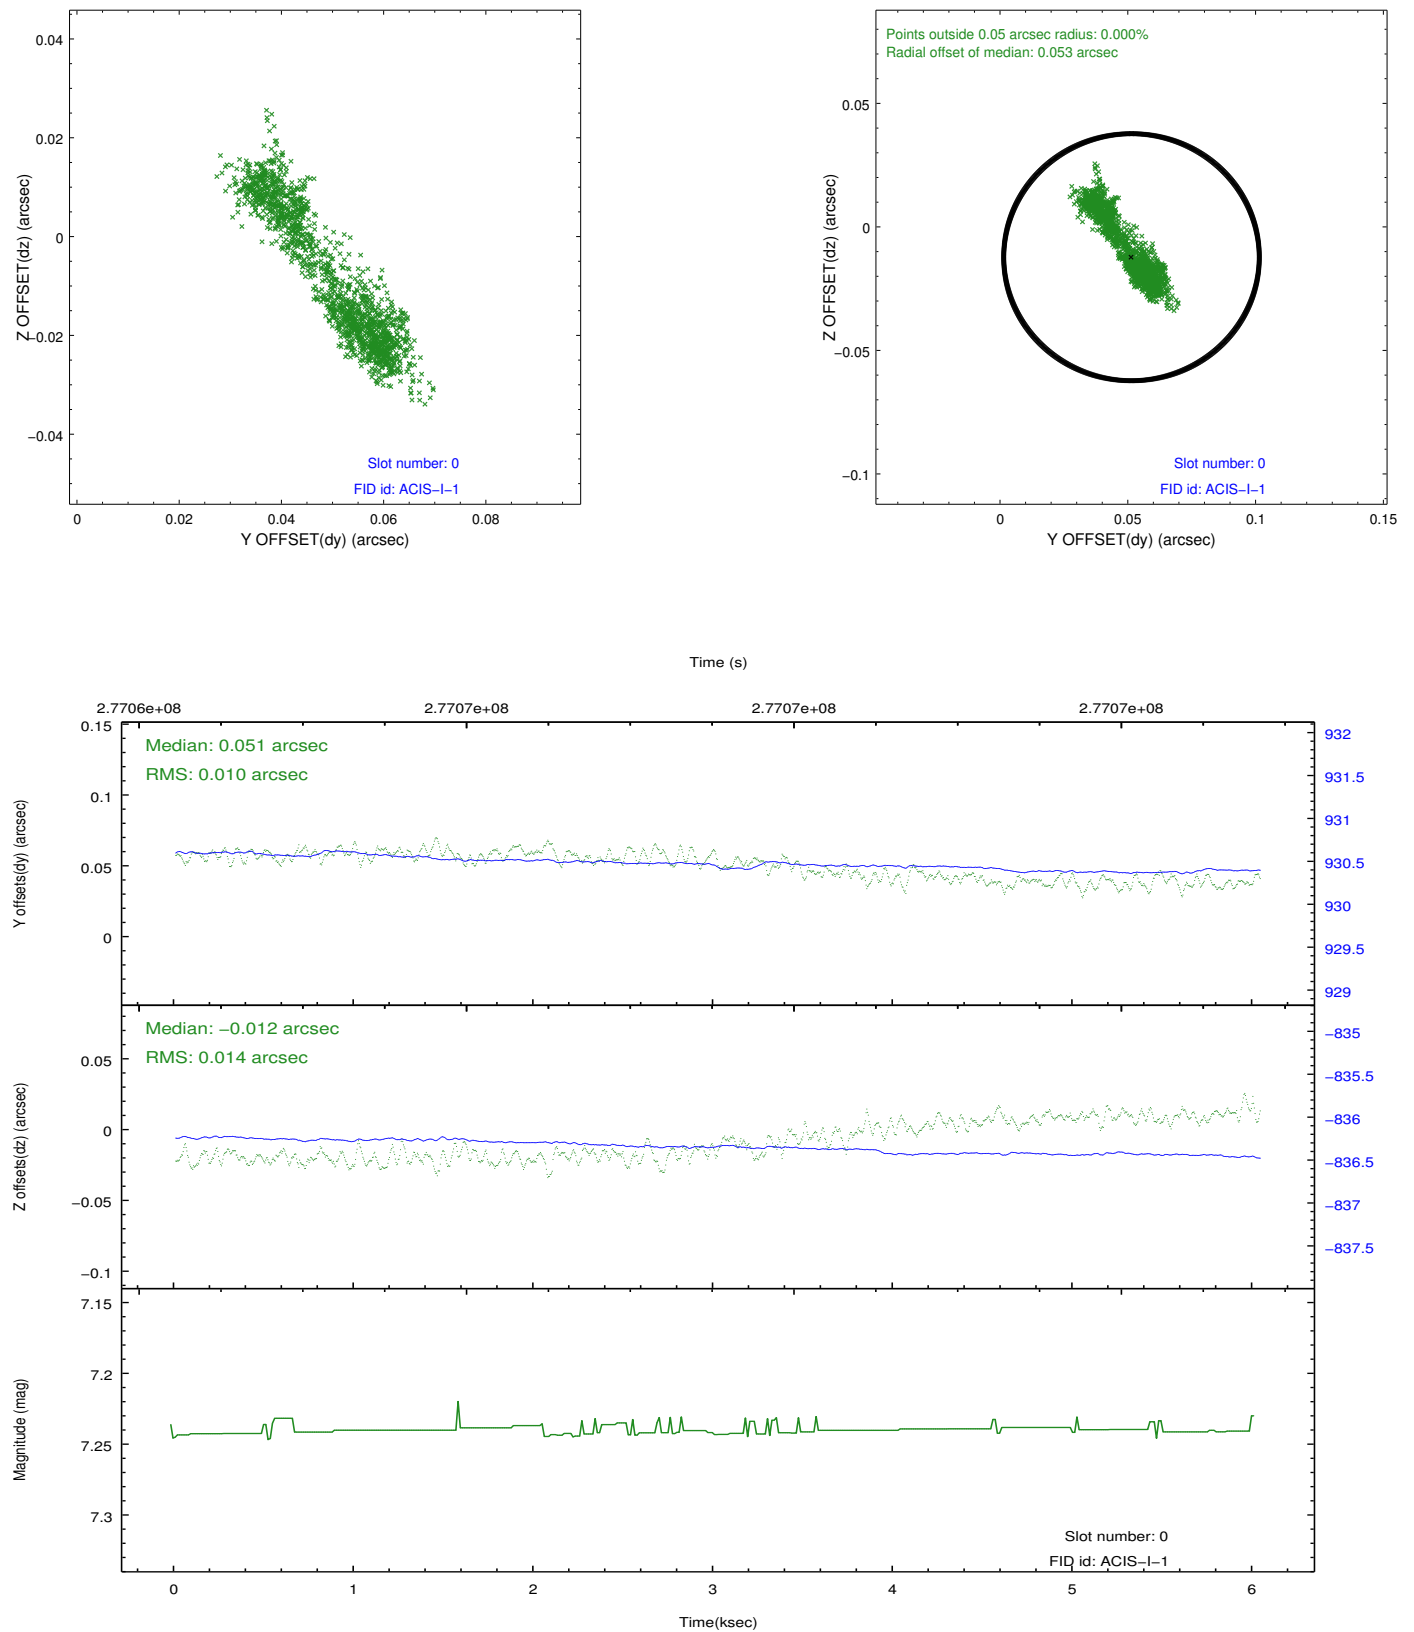 0.04
0.02
0
−0.02
−0.04
Z OFFSET(dz) (arcsec)
Slot number: 0
FID id: ACIS−I−1
0 0.02 0.04 0.06 0.08
Y OFFSET(dy) (arcsec)
Points outside 0.05 arcsec radius: 0.000%
Radial offset of median: 0.053 arcsec
0.05
0
−0.05
−0.1
Z OFFSET(dz) (arcsec)
Slot number: 0
FID id: ACIS−I−1
0 0.05 0.1 0.15
Y OFFSET(dy) (arcsec)
Time (s)
2.7706e+08 2.7707e+08 2.7707e+08 2.7707e+08
Median: 0.051 arcsec
RMS: 0.010 arcsec
0.15
0.1
0.05
0
Y offsets(dy) (arcsec)
932
931.5
931
930.5
930
929.5
929
Median: −0.012 arcsec
RMS: 0.014 arcsec
0.05
0
−0.05
−0.1
Z offsets(dz) (arcsec)
−835
−835.5
−836
−836.5
−837
−837.5
7.15
7.2
7.25
7.3
Magnitude (mag)
Slot number: 0
FID id: ACIS−I−1
0 1 2 3 4 5 6
Time(ksec)